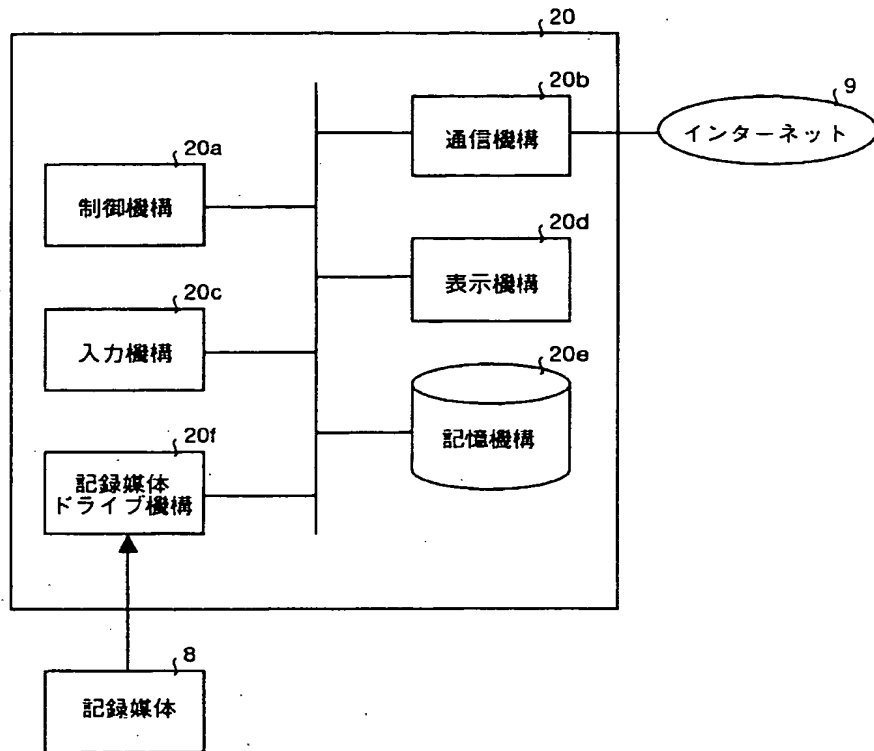 20
20b
通信機構
9
インターネット
20a
制御機構
20d
表示機構
20c
入力機構
20e
記憶機構
20f
記録媒体
ドライブ機構
8
記録媒体